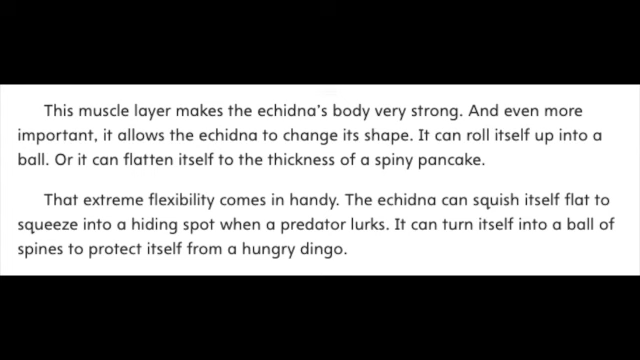 This muscle layer makes the echidna's body very strong. And even more
important, it allows the echidna to change its shape. It can roll itself up into a
ball. Or it can flatten itself to the thickness of a spiny pancake.
That extreme flexibility comes in handy. The echidna can squish itself flat to
squeeze into a hiding spot when a predator lurks. It can turn itself into a ball of
spines to protect itself from a hungry dingo.